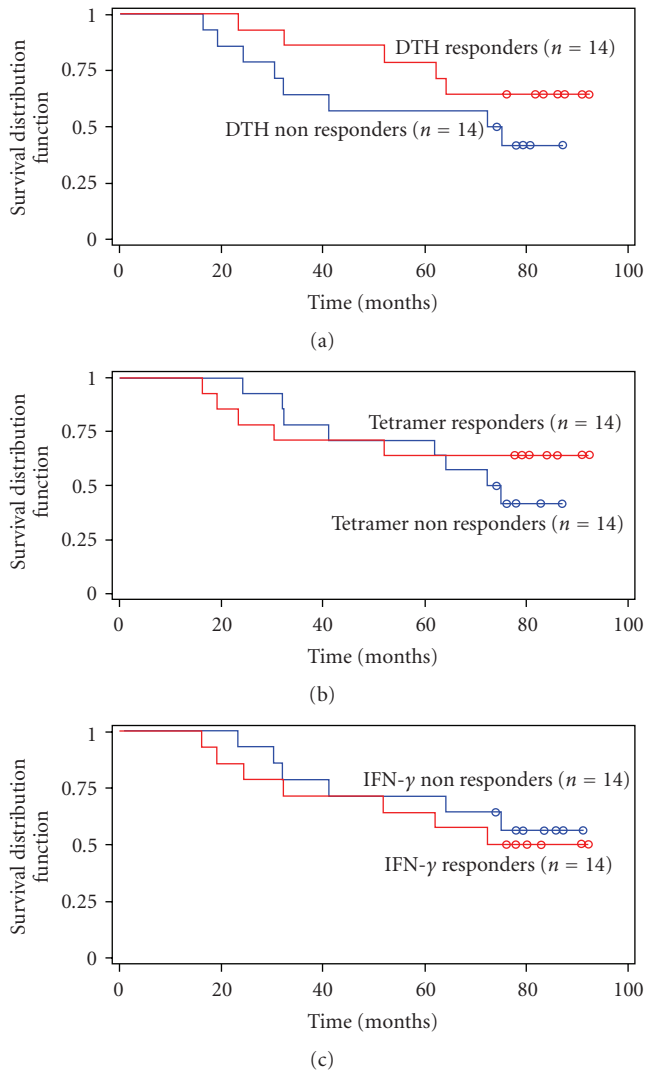 Survival distribution
function
1
0.75
0.5
0.25
0
DTH responders (n = 14)
DTH non responders (n = 14)
0 20 40 60 80 100
Time (months)
(a)
Survival distribution
function
1
0.75
0.5
0.25
0
Tetramer responders (n = 14)
Tetramer non responders (n = 14)
0 20 40 60 80 100
Time (months)
(b)
Survival distribution
function
1
0.75
0.5
0.25
0
IFN-γ non responders (n = 14)
IFN-γ responders (n = 14)
0 20 40 60 80 100
Time (months)
(c)